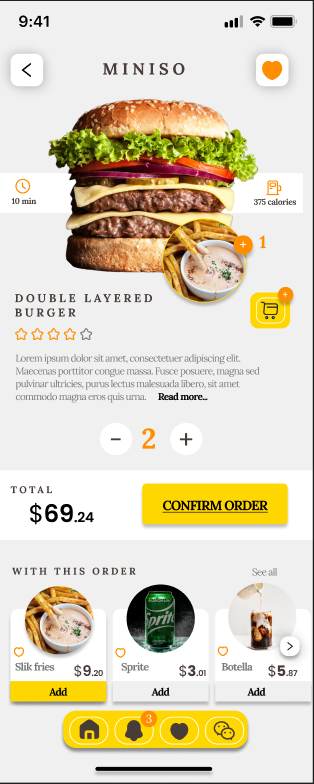 9:41
MINISO
10 min
375 calories
+ 1
+
DOUBLE LAYERED
BURGER
Lorem ipsum dolor sit amet, consectetuer adipiscing elit.
Maecenas porttitor congue massa. Fusce posuere, magna sed
pulvinar ultricies, purus lectus malesuada libero, sit amet
commodo magna eros quis urna. Read more..
− 2 +
TOTAL
$69.24
CONFIRM ORDER
WITH THIS ORDER
See all
Sprite
Slik fries $9.20
Sprite $3.01
Botella $5.87
Add
Add
Add
3